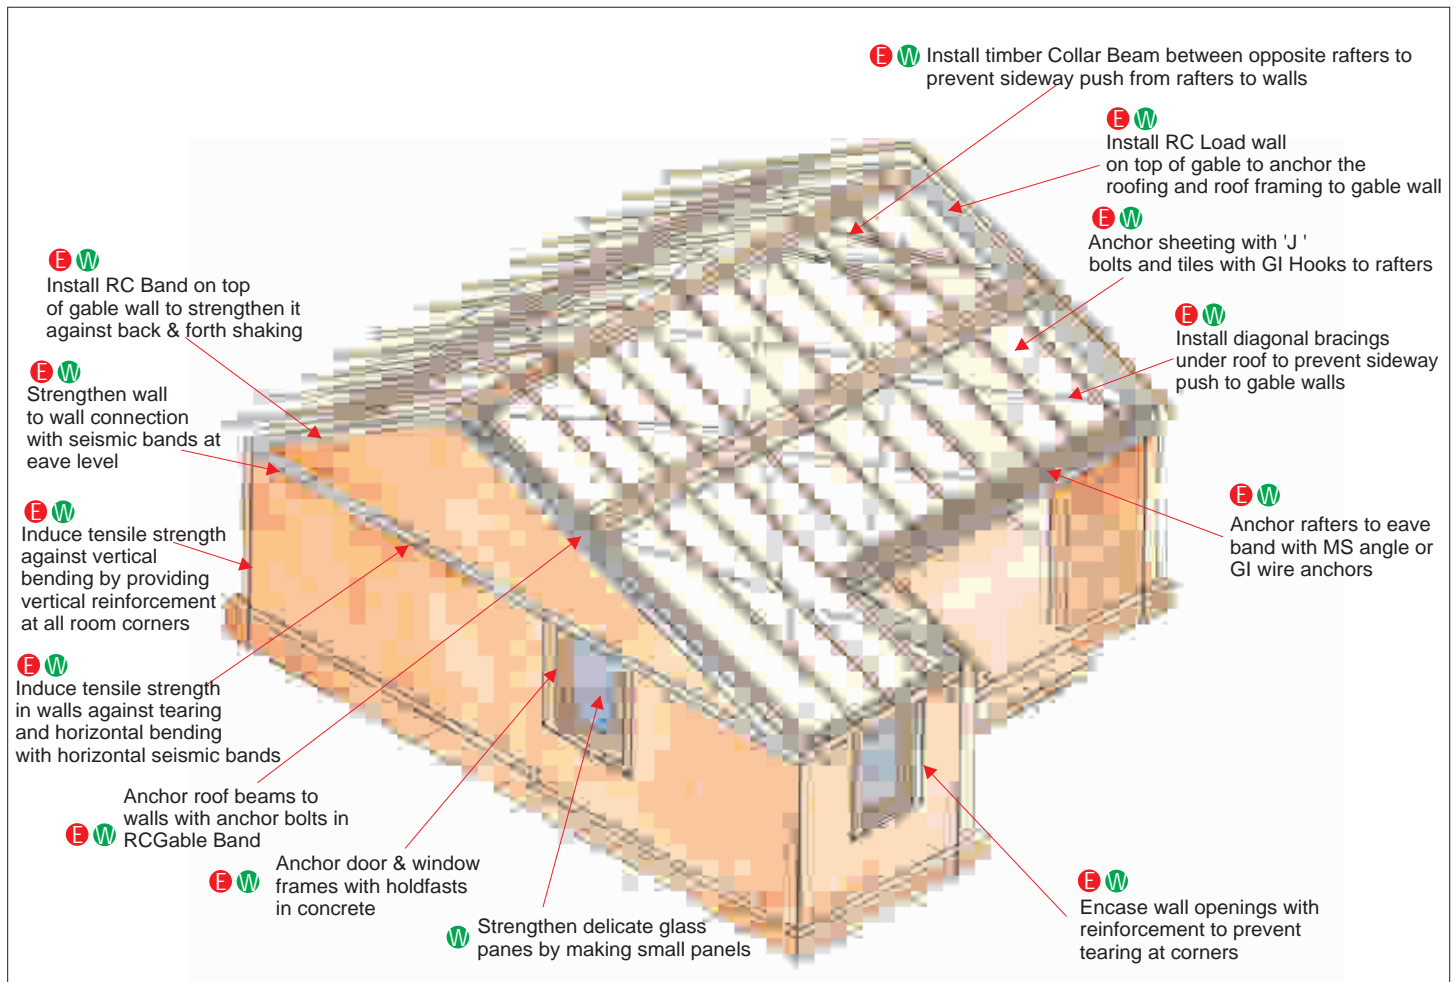 E W Install timber Collar Beam between opposite rafters to
prevent sideway push from rafters to walls
E W
Install RC Load wall
on top of gable to anchor the
roofing and roof framing to gable wall
E W
Anchor sheeting with 'J '
bolts and tiles with GI Hooks to rafters
E W
Install diagonal bracings
under roof to prevent sideway
push to gable walls
E W
Anchor rafters to eave
band with MS angle or
GI wire anchors
E W
Encase wall openings with
reinforcement to prevent
tearing at corners
E W
Install RC Band on top
of gable wall to strengthen it
against back & forth shaking
E W
Strengthen wall
to wall connection
with seismic bands at
eave level
E W
Induce tensile strength
against vertical
bending by providing
vertical reinforcement
at all room corners
E W
Induce tensile strength
in walls against tearing
and horizontal bending
with horizontal seismic bands
Anchor roof beams to
walls with anchor bolts in
E W RCGable Band
Anchor door & window
E W frames with holdfasts
in concrete
Strengthen delicate glass
W panes by making small panels